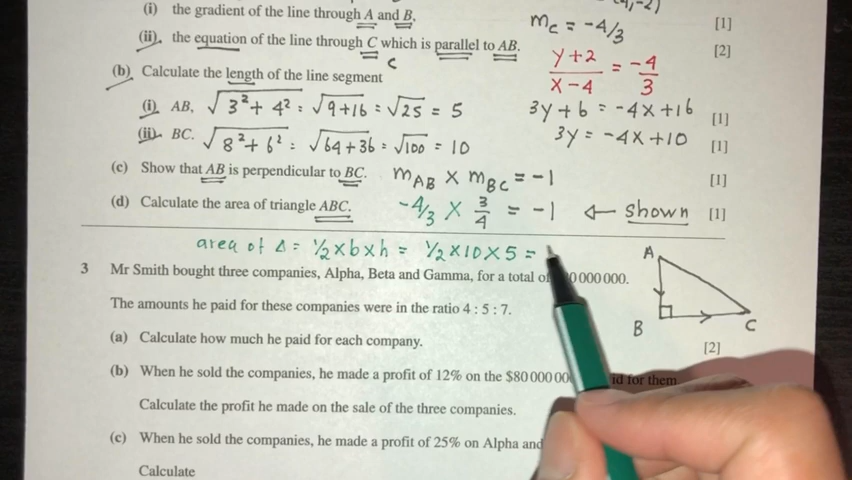 (i) the gradient of the line through A and B,
[1]
m_C = -4/3
(ii) the equation of the line through C which is parallel to AB.
[2]
C
y+2/x-4 = -4/3
(b) Calculate the length of the line segment
(i) AB, √3²+4² = √9+16 = √25 = 5
3y+6 = -4x+16
[1]
(ii) BC. √8²+6² = √64+36 = √100 = 10
3y = -4x+10
[1]
(c) Show that AB is perpendicular to BC. m_AB × m_BC = -1
[1]
(d) Calculate the area of triangle ABC. -4/3 × 3/4 = -1 ← Shown [1]
area of Δ = 1/2×b×h = 1/2×10×5 =
A
B
C
3 Mr Smith bought three companies, Alpha, Beta and Gamma, for a total 0 000 000.
The amounts he paid for these companies were in the ratio 4 : 5 : 7.
(a) Calculate how much he paid for each company.
[2]
(b) When he sold the companies, he made a profit of 12% on the $80 000 00 id for them
Calculate the profit he made on the sale of the three companies.
(c) When he sold the companies, he made a profit of 25% on Alpha and
Calculate